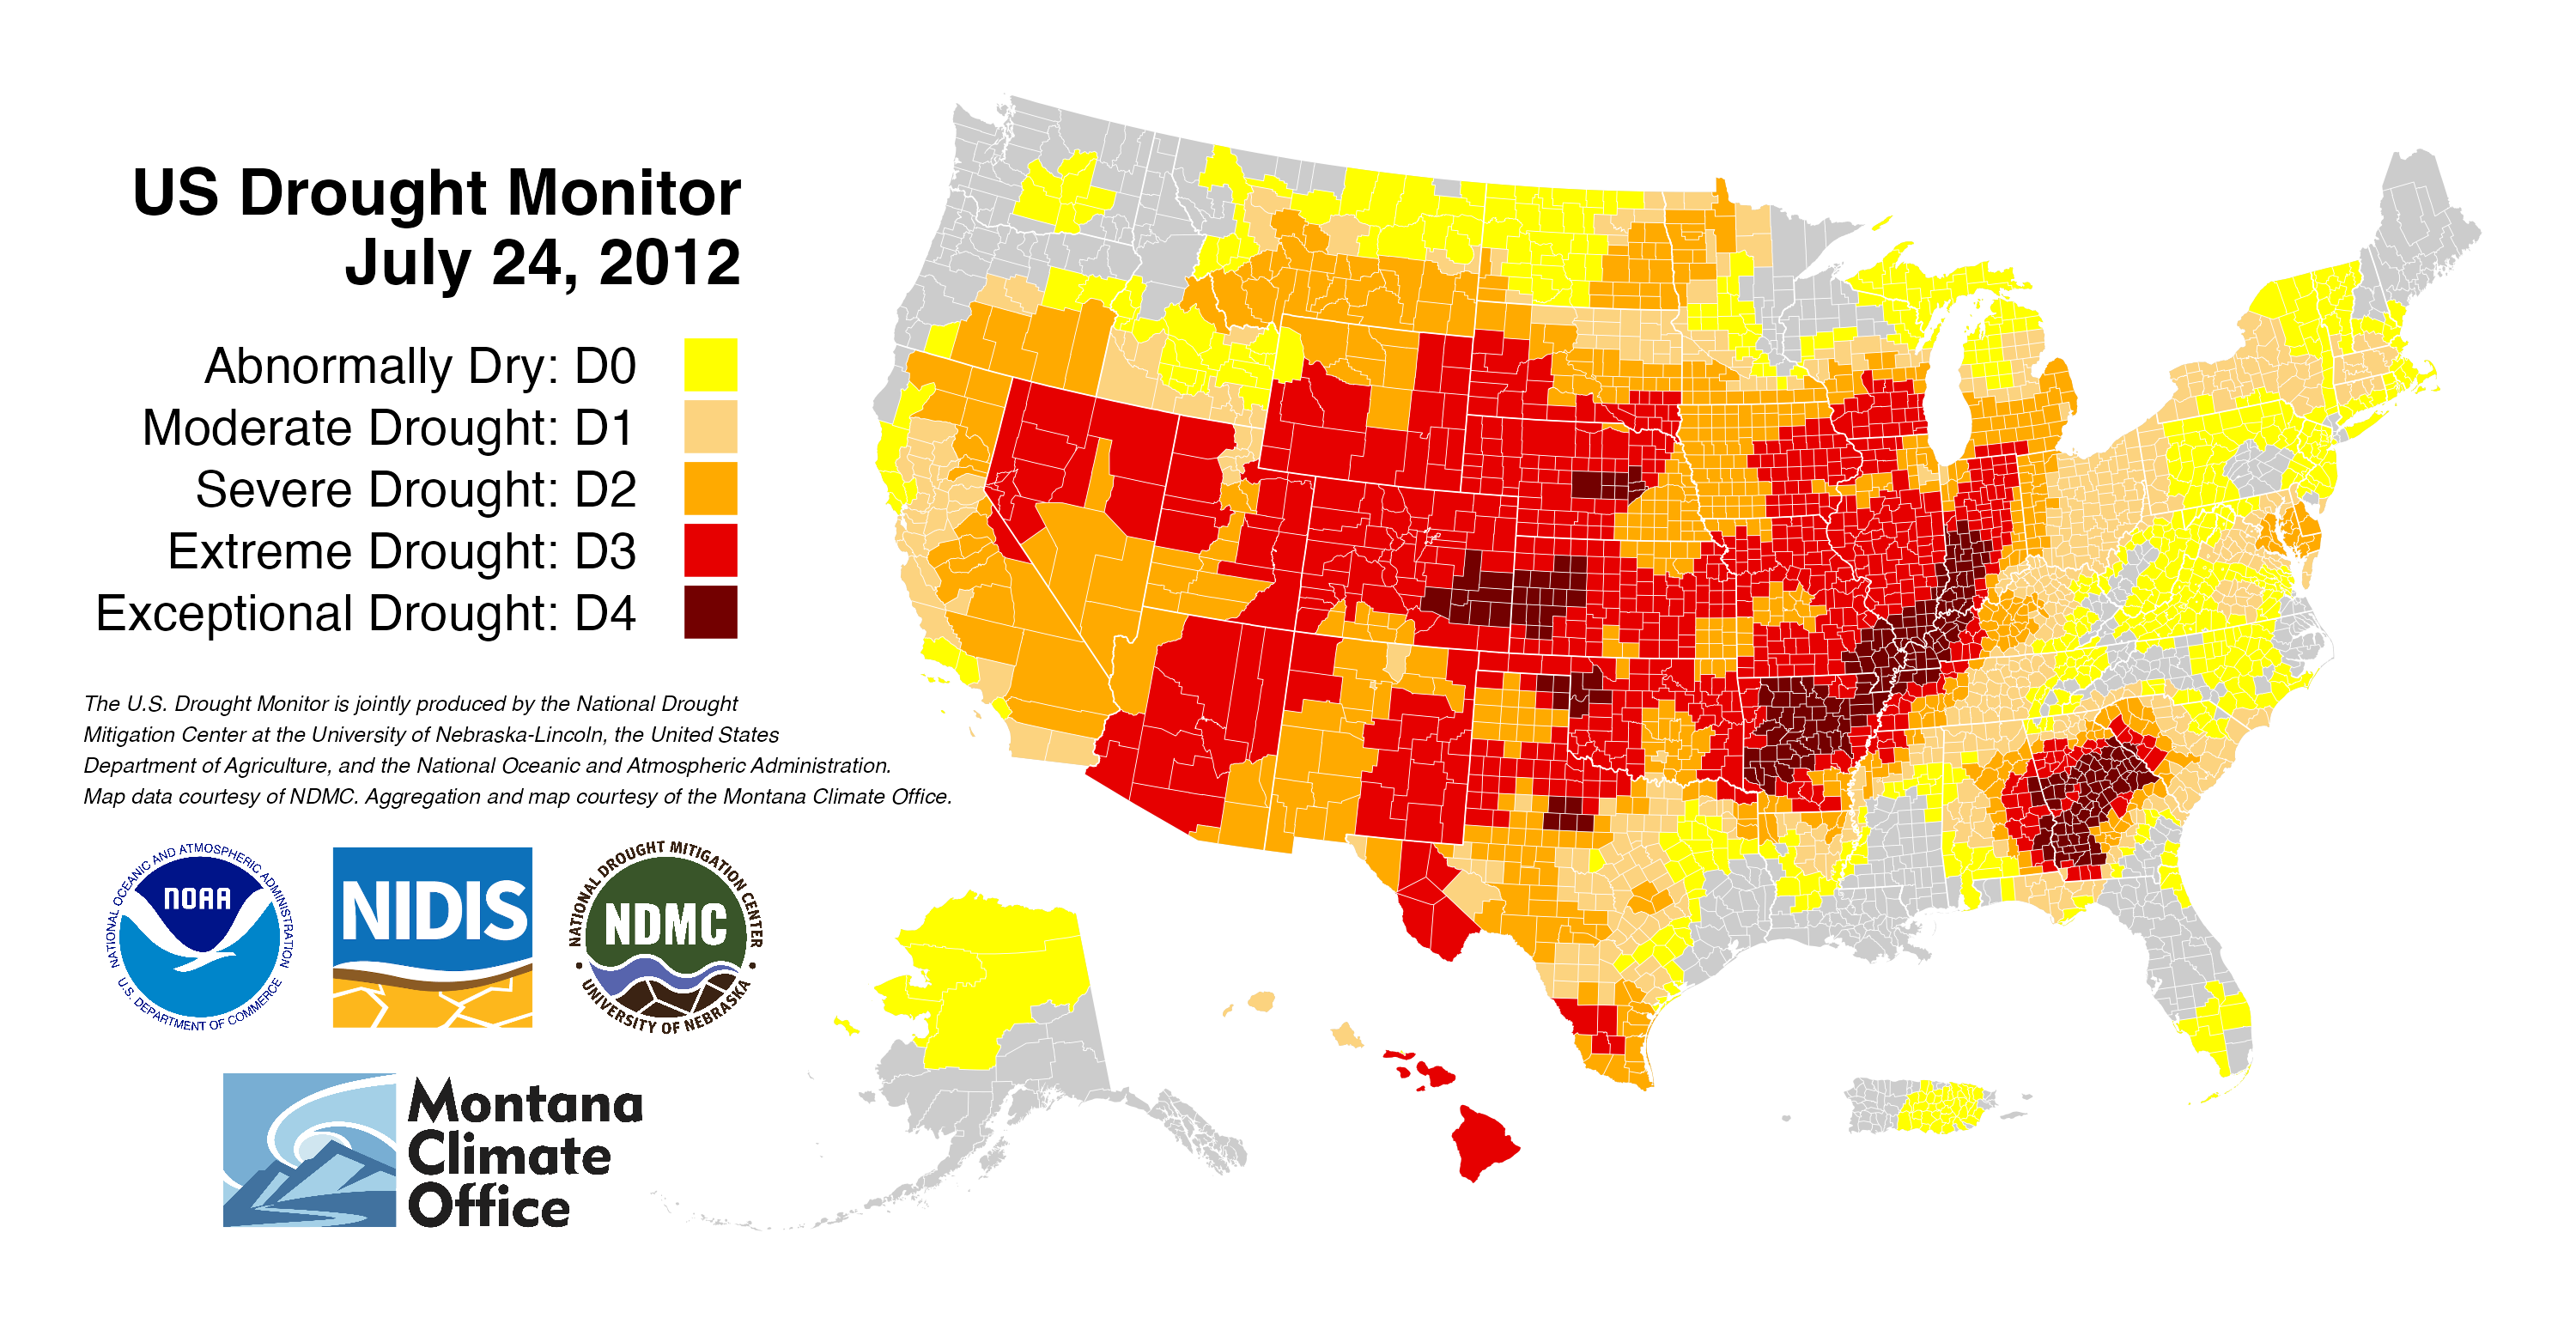 US Drought Monitor
July 24, 2012
Abnormally Dry: D0
Moderate Drought: D1
Severe Drought: D2
Extreme Drought: D3
Exceptional Drought: D4
The U.S. Drought Monitor is jointly produced by the National Drought
Mitigation Center at the University of Nebraska-Lincoln, the United States
Department of Agriculture, and the National Oceanic and Atmospheric Administration.
Map data courtesy of NDMC. Aggregation and map courtesy of the Montana Climate Office.
NATIONAL OCEANIC AND ATMOSPHERIC ADMINISTRATION
NOAA
U.S. DEPARTMENT OF COMMERCE
NIDIS
NATIONAL DROUGHT MITIGATION CENTER
NDMC
UNIVERSITY OF NEBRASKA
Montana
Climate
Office